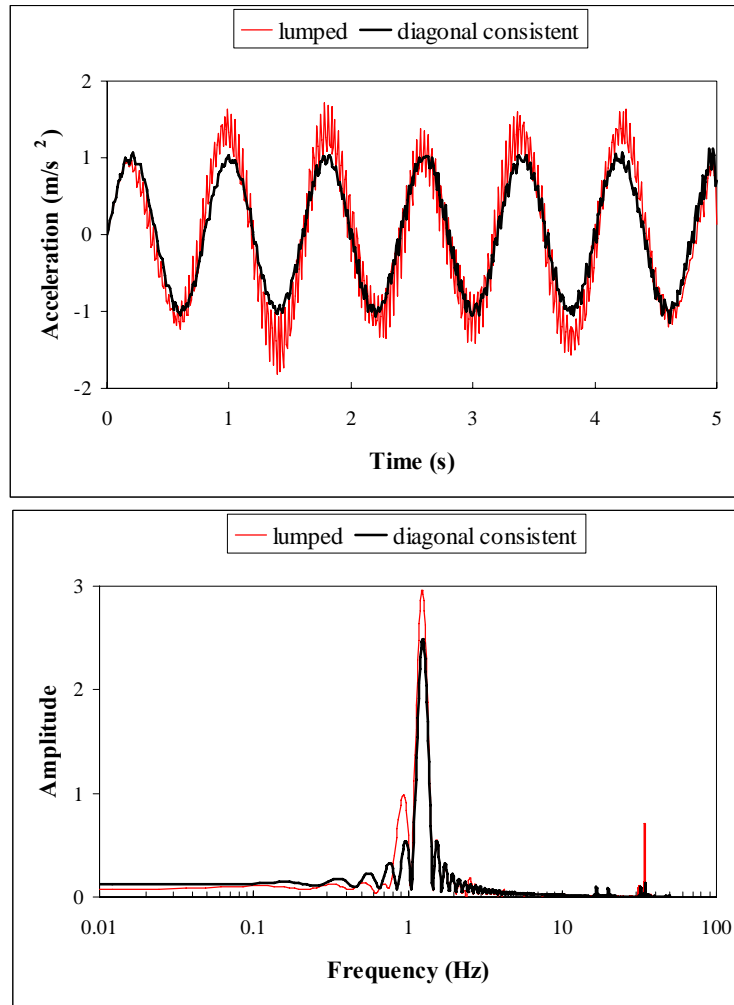 lumped diagonal consistent
2
1
0
-1
-2
Acceleration (m/s ²)
0 1 2 3 4 5
Time (s)
lumped diagonal consistent
3
2
1
0
Amplitude
0.01 0.1 1 10 100
Frequency (Hz)